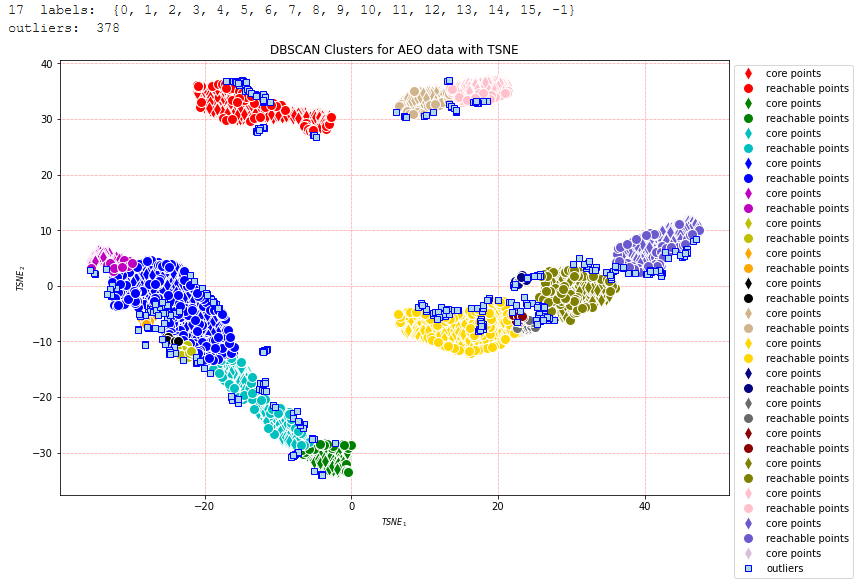 17 labels: {0, 1, 2, 3, 4, 5, 6, 7, 8, 9, 10, 11, 12, 13, 14, 15, -1}
outliers: 378
DBSCAN Clusters for AEO data with TSNE
40
30
20
10
0
−10
−20
−30
TSNE_2
−20
0
20
40
TSNE_1
core points
reachable points
core points
reachable points
core points
reachable points
core points
reachable points
core points
reachable points
core points
reachable points
core points
reachable points
core points
reachable points
core points
reachable points
core points
reachable points
core points
reachable points
core points
reachable points
core points
reachable points
core points
reachable points
core points
reachable points
core points
reachable points
core points
outliers